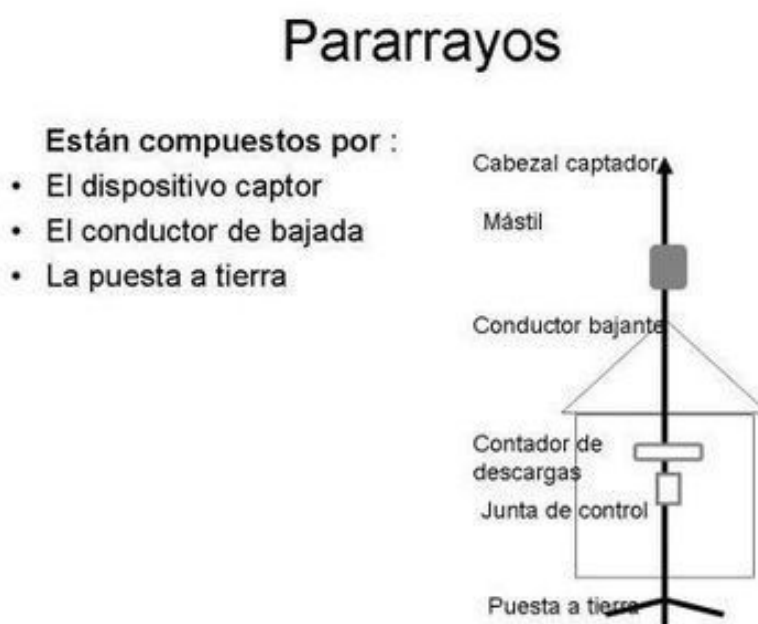 Pararrayos
Están compuestos por :
• El dispositivo captor
• El conductor de bajada
• La puesta a tierra
Cabezal captador
Mástil
Conductor bajante
Contador de
descargas
Junta de control
Puesta a tierra